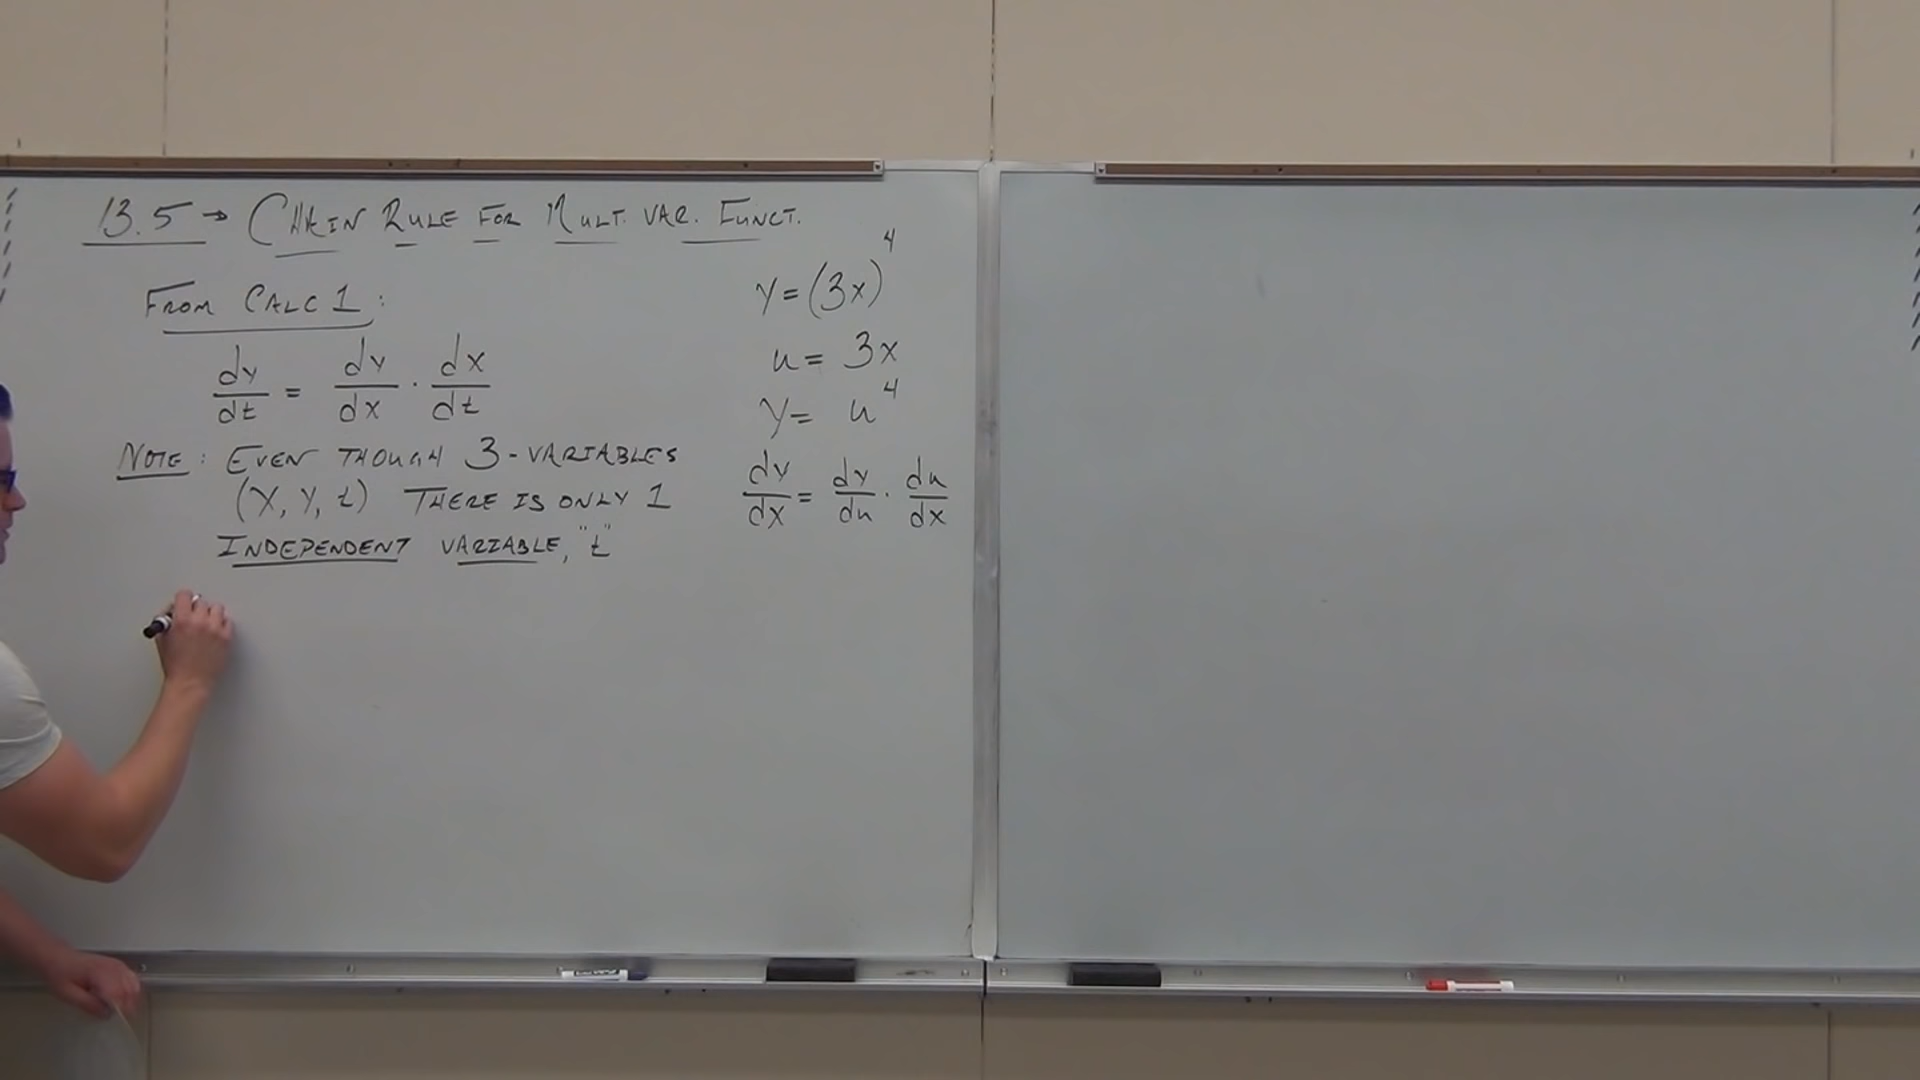 13.5 → CHAIN RULE FOR MULT. VAR. FUNCT.
FROM CALC 1:
dy/dt = dy/dx · dx/dt
NOTE: EVEN THOUGH 3-VARIABLES
(X, Y, t) THERE IS ONLY 1
INDEPENDENT VARIABLE, "t"
y = (3x)^4
u = 3x
y = u^4
dy/dx = dy/du · du/dx